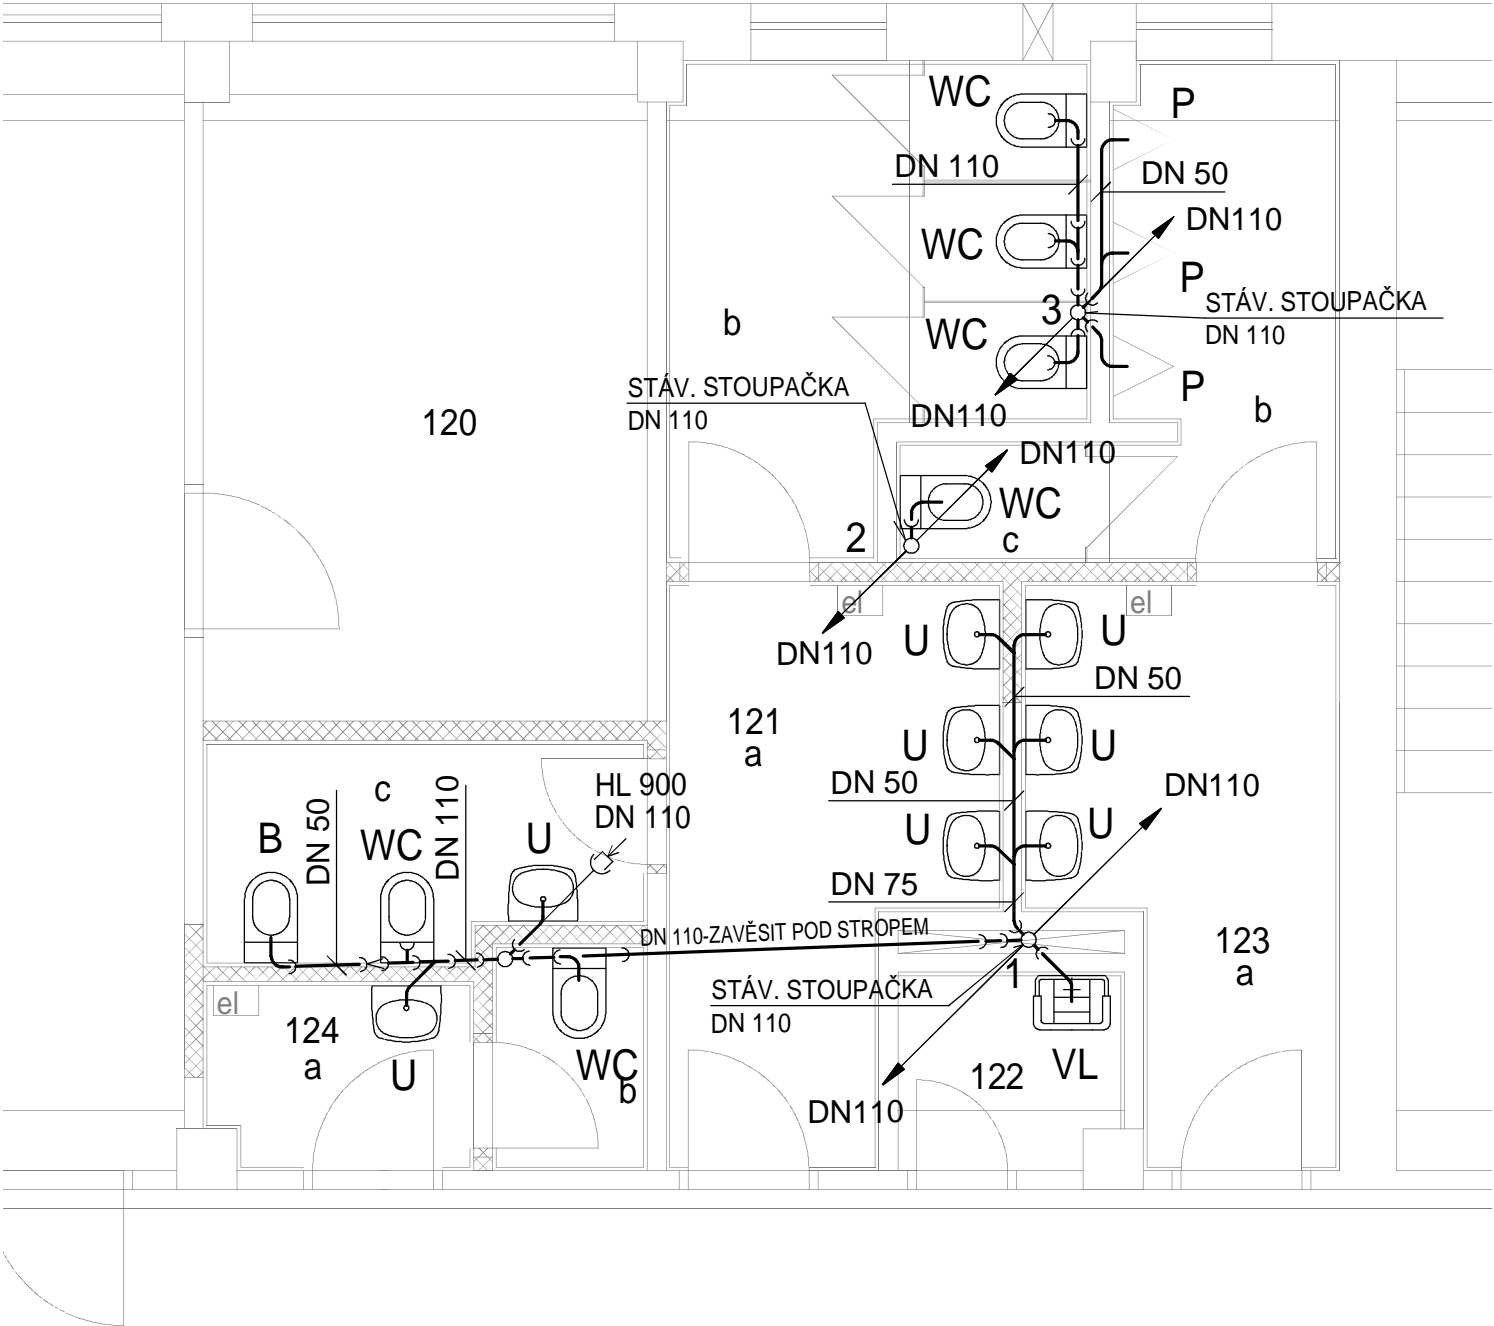 WC
P
DN 110
DN 50
DN110
WC
P
3
STÁV. STOUPAČKA
DN 110
b
WC
STÁV. STOUPAČKA
DN 110
P
DN110
b
120
DN110
WC
2
c
el
el
U
U
DN110
DN 50
121
a
U
U
DN 50
DN110
HL 900
DN 110
c
B
DN 50
WC
DN 110
U
U
U
DN 75
DN 110-ZAVĚSIT POD STROPEM
123
a
1
STÁV. STOUPAČKA
DN 110
el
124
a
U
WC
b
122
VL
DN110